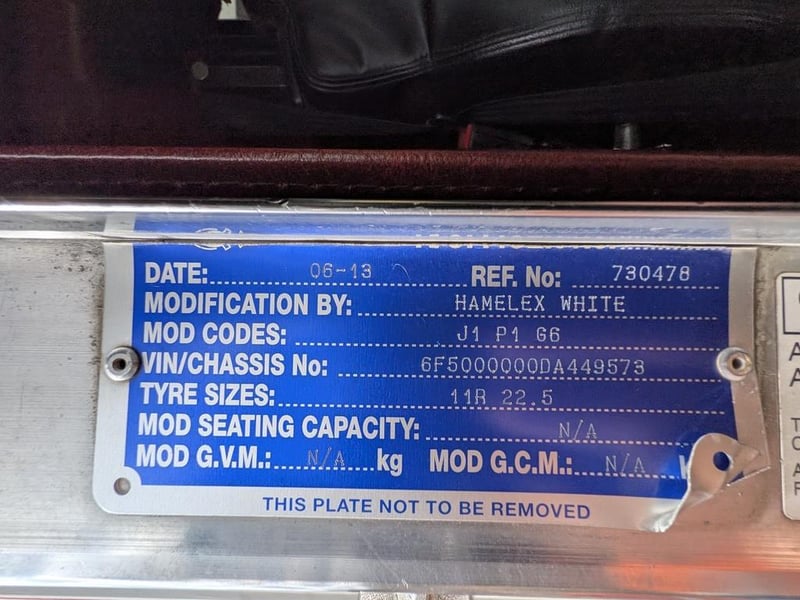 DATE: 06-13 REF. No: 730478
MODIFICATION BY: HAMELEX WHITE
MOD CODES: J1 P1 G6
VIN/CHASSIS No: 6F5000000DA449573
TYRE SIZES: 11R 22.5
MOD SEATING CAPACITY: N/A
MOD G.V.M.: N/A kg MOD G.C.M.: N/A
THIS PLATE NOT TO BE REMOVED